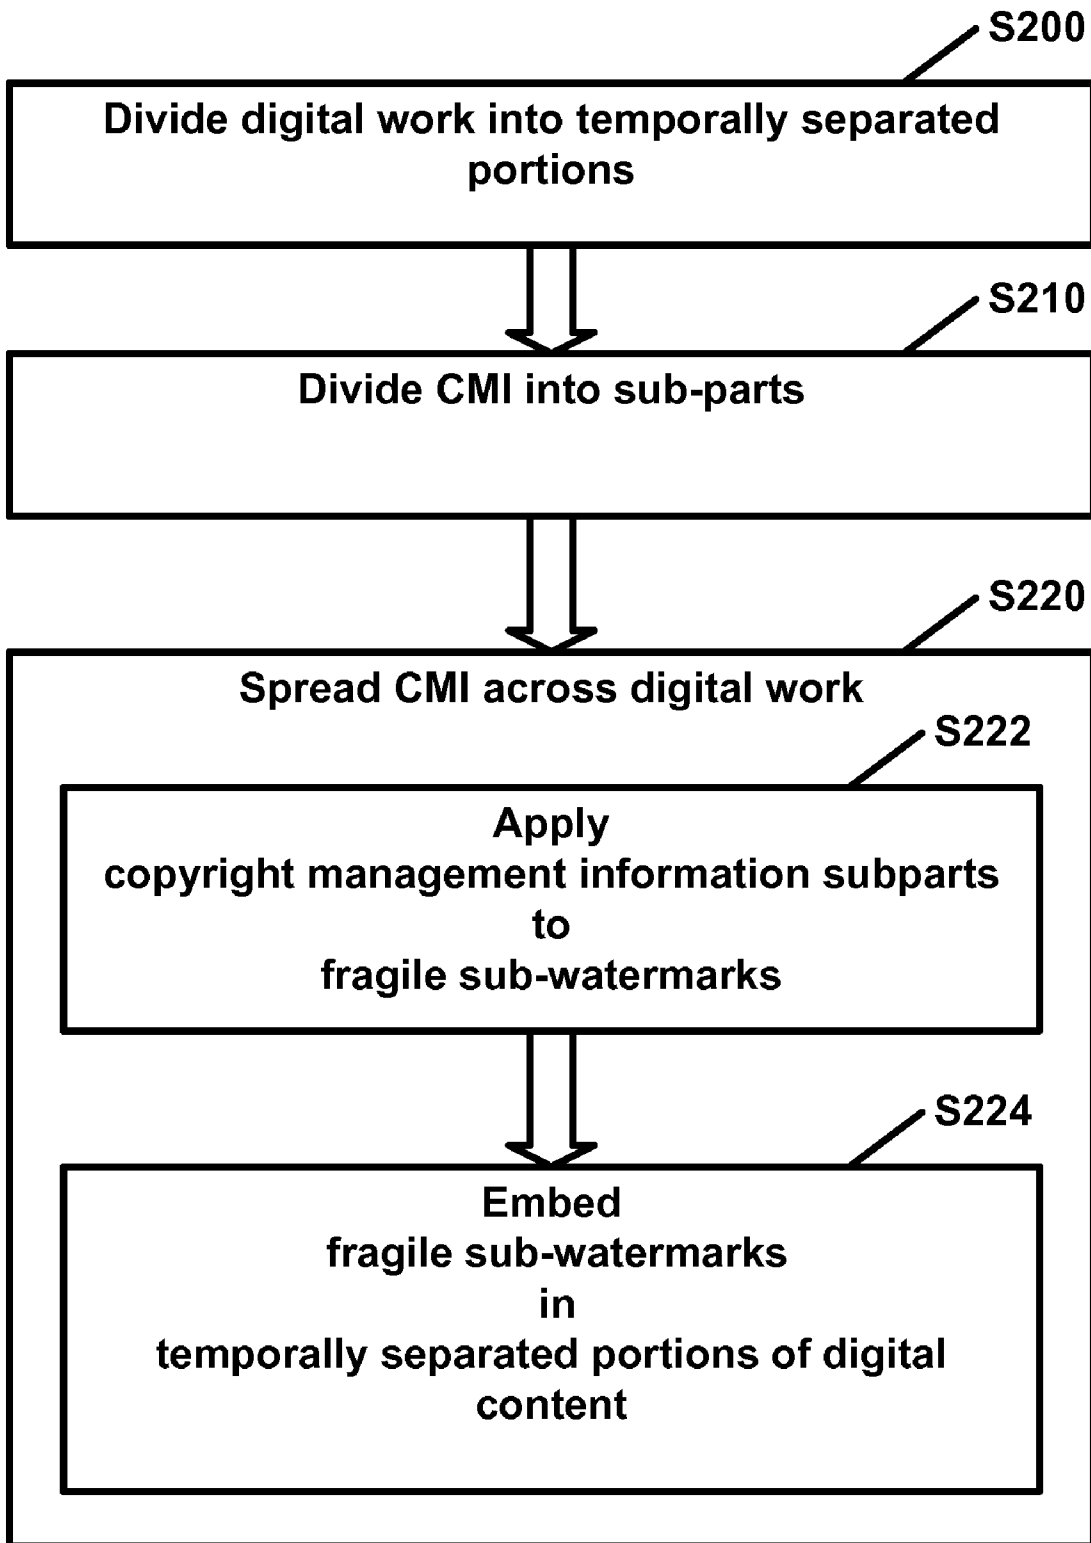 S200
Divide digital work into temporally separated
portions
S210
Divide CMI into sub-parts
S220
Spread CMI across digital work
S222
Apply
copyright management information subparts
to
fragile sub-watermarks
S224
Embed
fragile sub-watermarks
in
temporally separated portions of digital
content